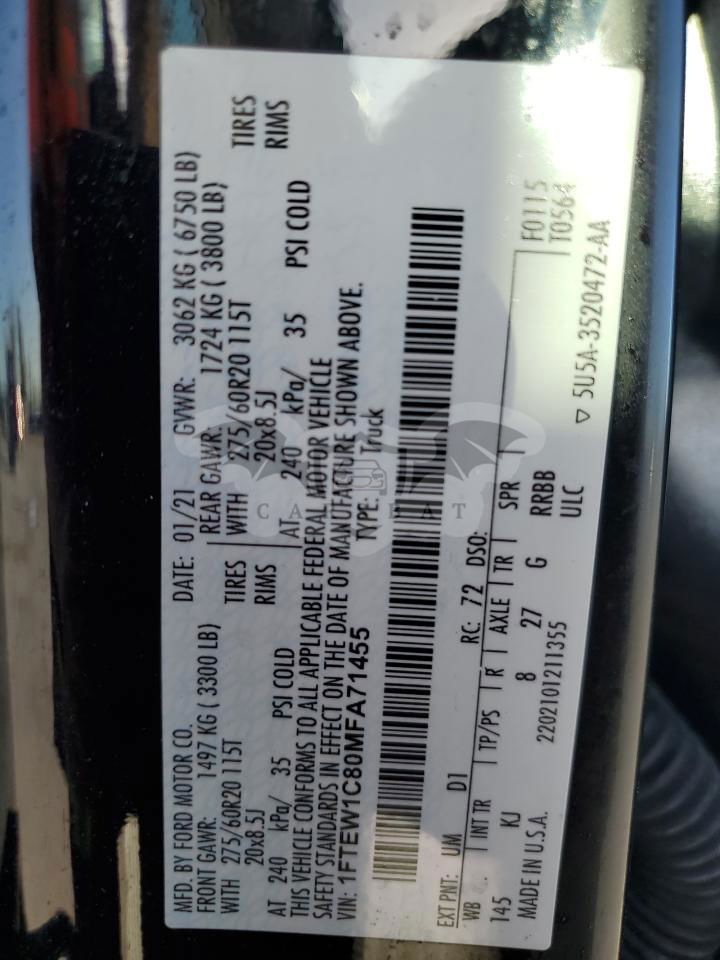 MFD. BY FORD MOTOR CO.
DATE: 01/21 GVWR: 3062 KG ( 6750 LB)
FRONT GAWR: 1497 KG ( 3300 LB)
REAR GAWR: 1724 KG ( 3800 LB)
WITH 275/60R20 115T TIRES
WITH 275/60R20 115T TIRES
20x8.5J RIMS
20x8.5J RIMS
AT 240 kPa/ 35 PSI COLD
AT 240 kPa/ 35 PSI COLD
THIS VEHICLE CONFORMS TO ALL APPLICABLE FEDERAL MOTOR VEHICLE
SAFETY STANDARDS IN EFFECT ON THE DATE OF MANUFACTURE SHOWN ABOVE.
VIN: 1FTEW1C80MFA71455 TYPE: Truck
EXT PNT: UM D1 RC: 72 DSO:
WB INT TR TP/PS R AXLE TR SPR
F0115
T0564
145 KJ 8 27 G RRBB
ULC
MADE IN U.S.A. 2202101211355
▽ 5U5A-3520472-AA
CARBAT